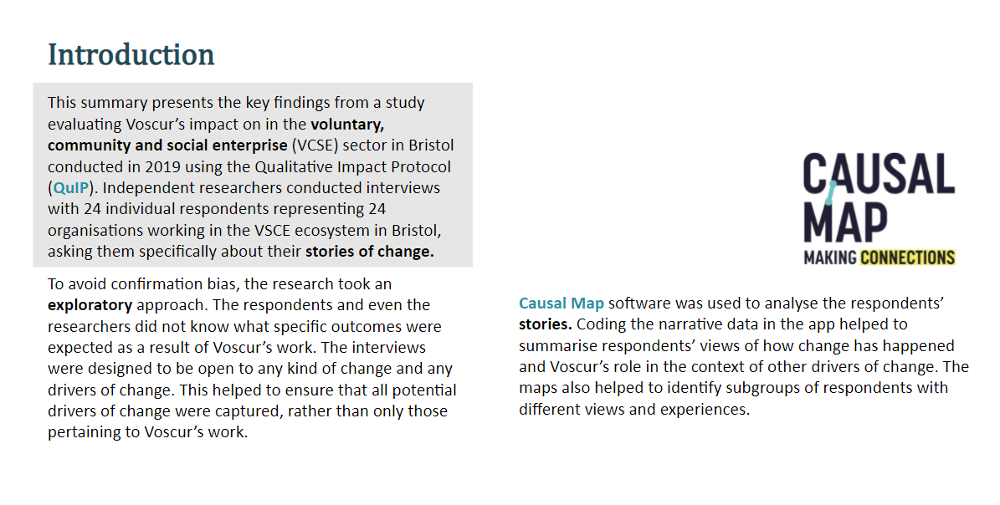 Introduction
This summary presents the key findings from a study
evaluating Voscur’s impact on in the voluntary,
community and social enterprise (VCSE) sector in Bristol
conducted in 2019 using the Qualitative Impact Protocol
(QuIP). Independent researchers conducted interviews
with 24 individual respondents representing 24
organisations working in the VSCE ecosystem in Bristol,
asking them specifically about their stories of change.
To avoid confirmation bias, the research took an
exploratory approach. The respondents and even the
researchers did not know what specific outcomes were
expected as a result of Voscur’s work. The interviews
were designed to be open to any kind of change and any
drivers of change. This helped to ensure that all potential
drivers of change were captured, rather than only those
pertaining to Voscur’s work.
CAUSAL
MAP
MAKING CONNECTIONS
Causal Map software was used to analyse the respondents’
stories. Coding the narrative data in the app helped to
summarise respondents’ views of how change has happened
and Voscur’s role in the context of other drivers of change. The
maps also helped to identify subgroups of respondents with
different views and experiences.